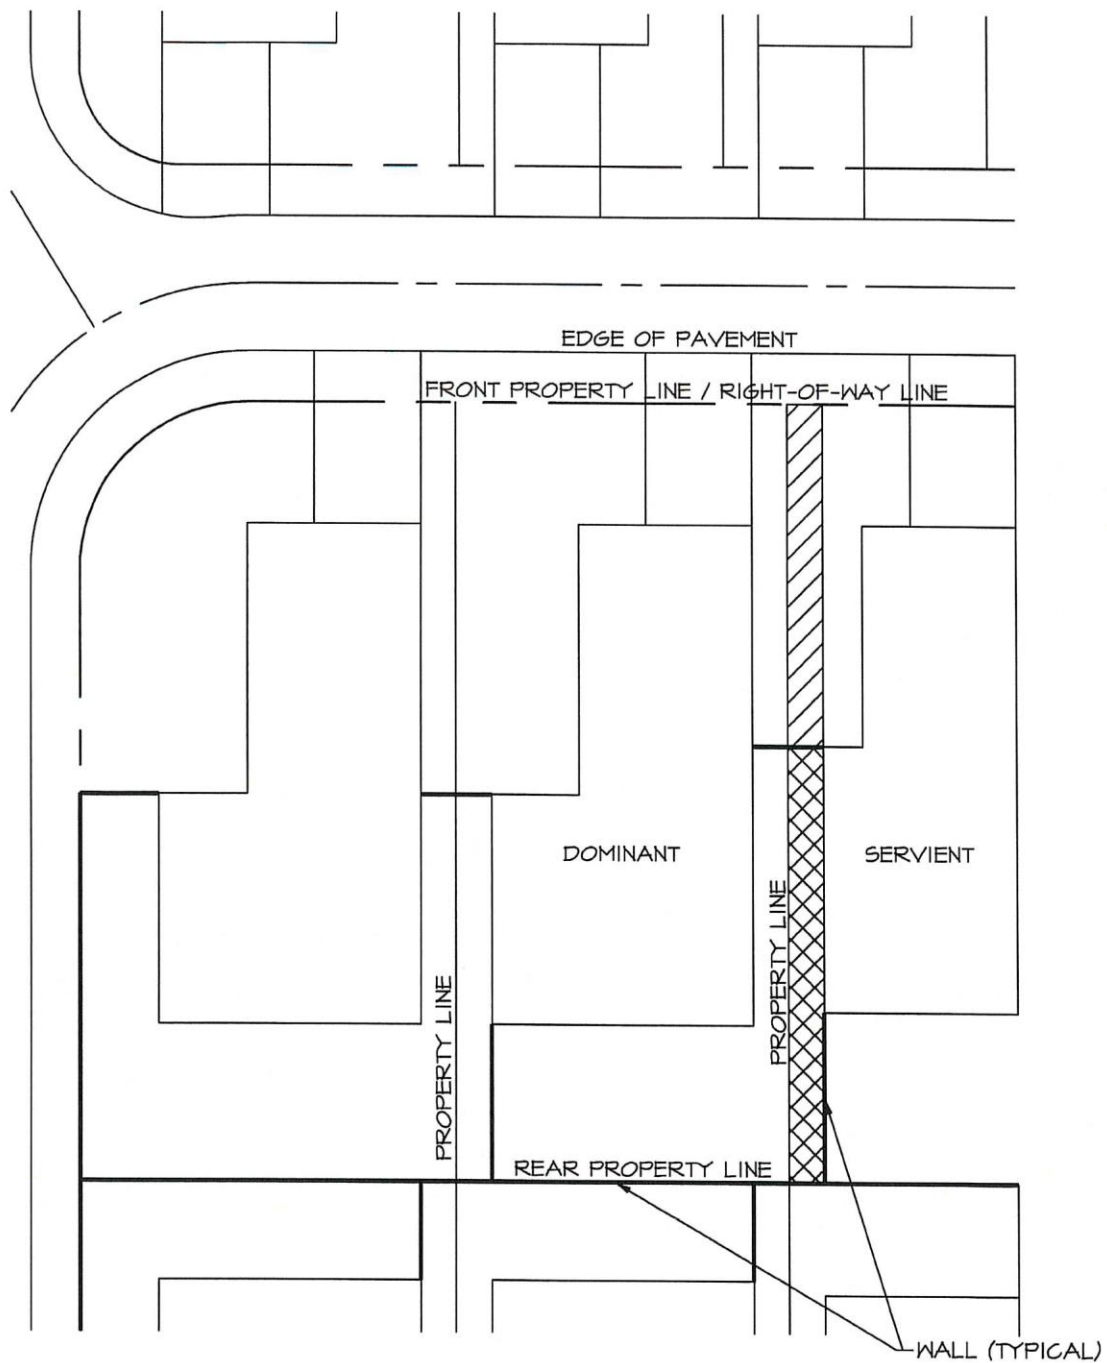 EDGE OF PAVEMENT
FRONT PROPERTY LINE / RIGHT-OF-WAY LINE
DOMINANT
SERVIENT
PROPERTY LINE
PROPERTY LINE
REAR PROPERTY LINE
WALL (TYPICAL)